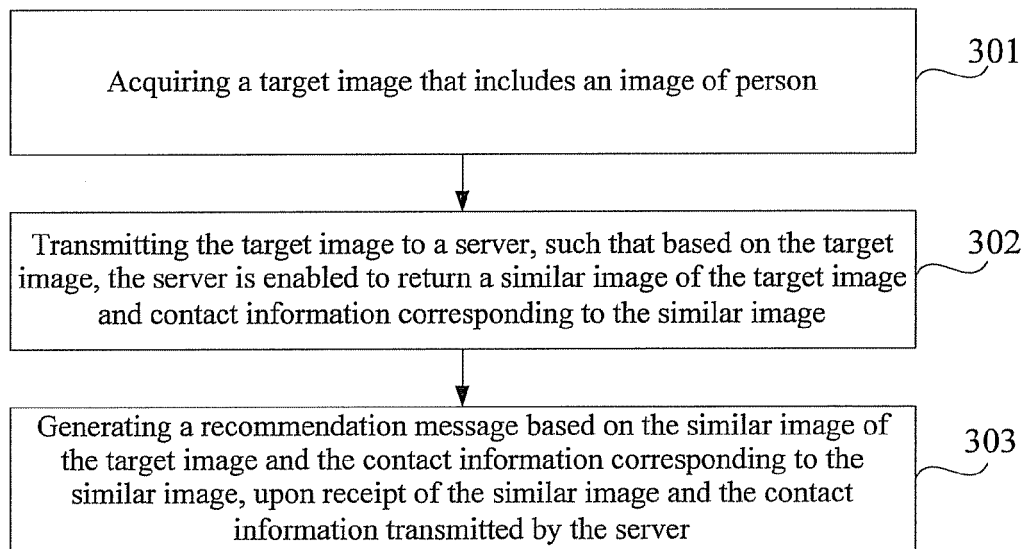 Acquiring a target image that includes an image of person
301
Transmitting the target image to a server, such that based on the target
image, the server is enabled to return a similar image of the target image
and contact information corresponding to the similar image
302
Generating a recommendation message based on the similar image of
the target image and the contact information corresponding to the
similar image, upon receipt of the similar image and the contact
information transmitted by the server
303